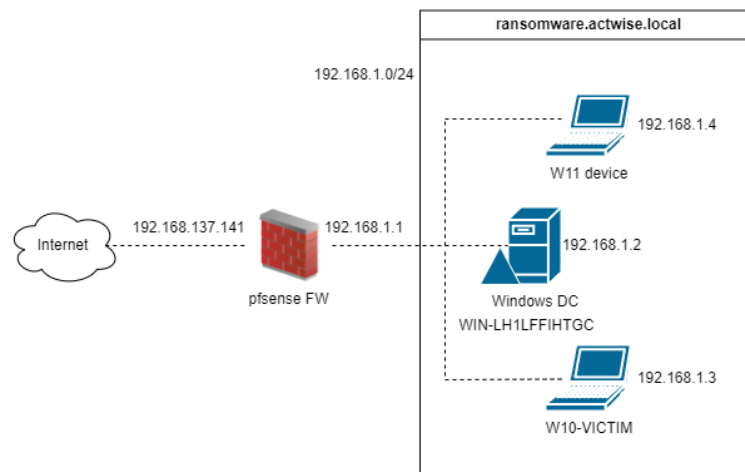 ransomware.actwise.local
192.168.1.0/24
192.168.1.4
W11 device
192.168.137.141
192.168.1.1
Internet
192.168.1.2
pfsense FW
Windows DC
WIN-LH1LFFIHTGC
192.168.1.3
W10-VICTIM